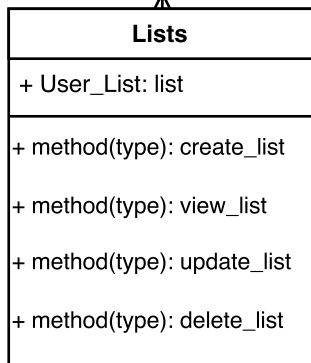 Lists
+ User_List: list
+ method(type): create_list
+ method(type): view_list
+ method(type): update_list
+ method(type): delete_list